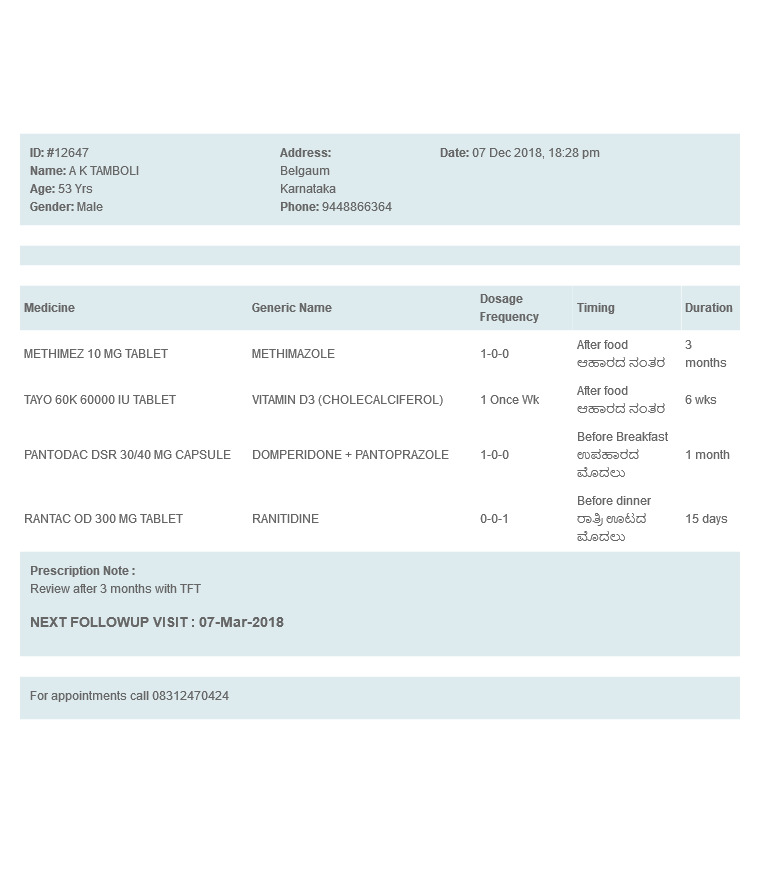 ID: #12647 Address: Date: 07 Dec 2018, 18:28 pm
Name: A K TAMBOLI Belgaum
Age: 53 Yrs Karnataka
Gender: Male Phone: 9448866364
Medicine Generic Name Dosage Frequency Timing Duration
METHIMEZ 10 MG TABLET METHIMAZOLE 1-0-0 After food ಆಹಾರದ ನಂತರ 3 months
TAYO 60K 60000 IU TABLET VITAMIN D3 (CHOLECALCIFEROL) 1 Once Wk After food ಆಹಾರದ ನಂತರ 6 wks
PANTODAC DSR 30/40 MG CAPSULE DOMPERIDONE + PANTOPRAZOLE 1-0-0 Before Breakfast ಉಪಹಾರದ ಮೊದಲು 1 month
RANTAC OD 300 MG TABLET RANITIDINE 0-0-1 Before dinner ರಾತ್ರಿ ಊಟದ ಮೊದಲು 15 days
Prescription Note :
Review after 3 months with TFT
NEXT FOLLOWUP VISIT : 07-Mar-2018
For appointments call 08312470424